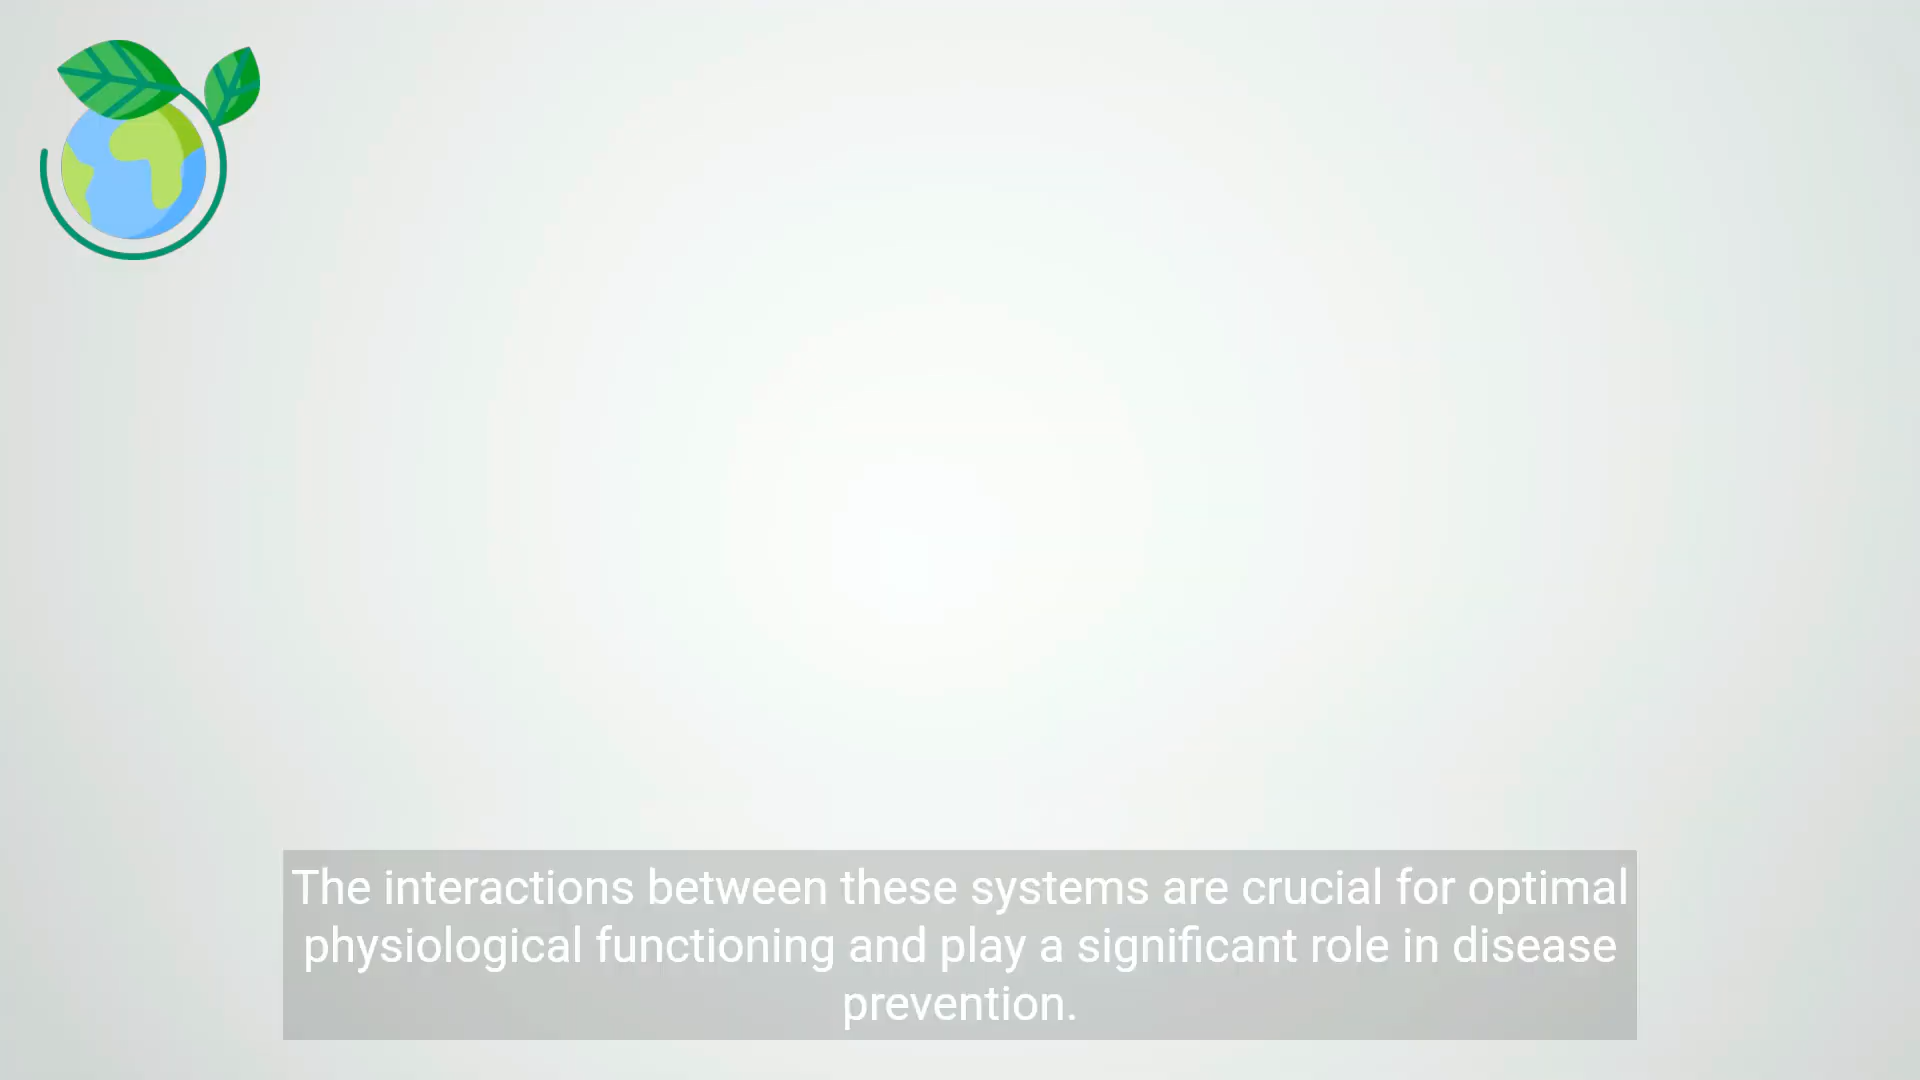 The interactions between these systems are crucial for optimal
physiological functioning and play a significant role in disease
prevention.